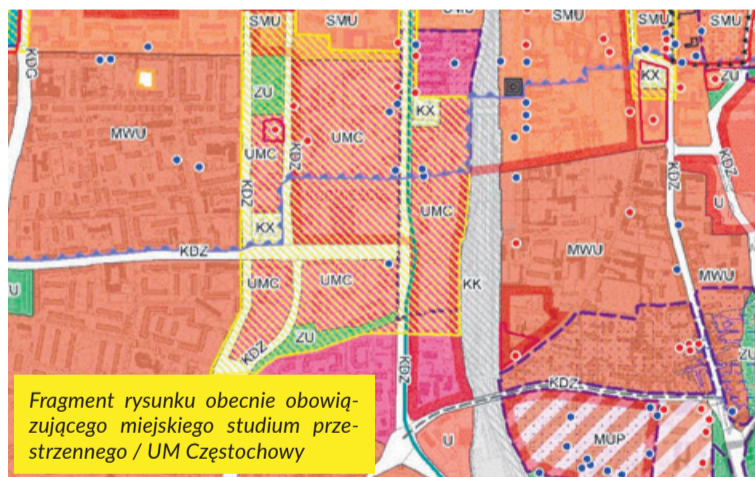 SMU
SMU
SMU
SMU
SMU
KDG
ZU
KX
KX
ZU
MWU
UMC
UMC
KDZ
KDZ
KDZ
KDZ
UMC
U
KX
KDZ
MWU
MWU
U
UMC
UMC
KK
ZU
ZU
KDZ
KDZ
KDZ
U
MUP
Fragment rysunku obecnie obowią-
zującego miejskiego studium prze-
strzennego / UM Częstochowy